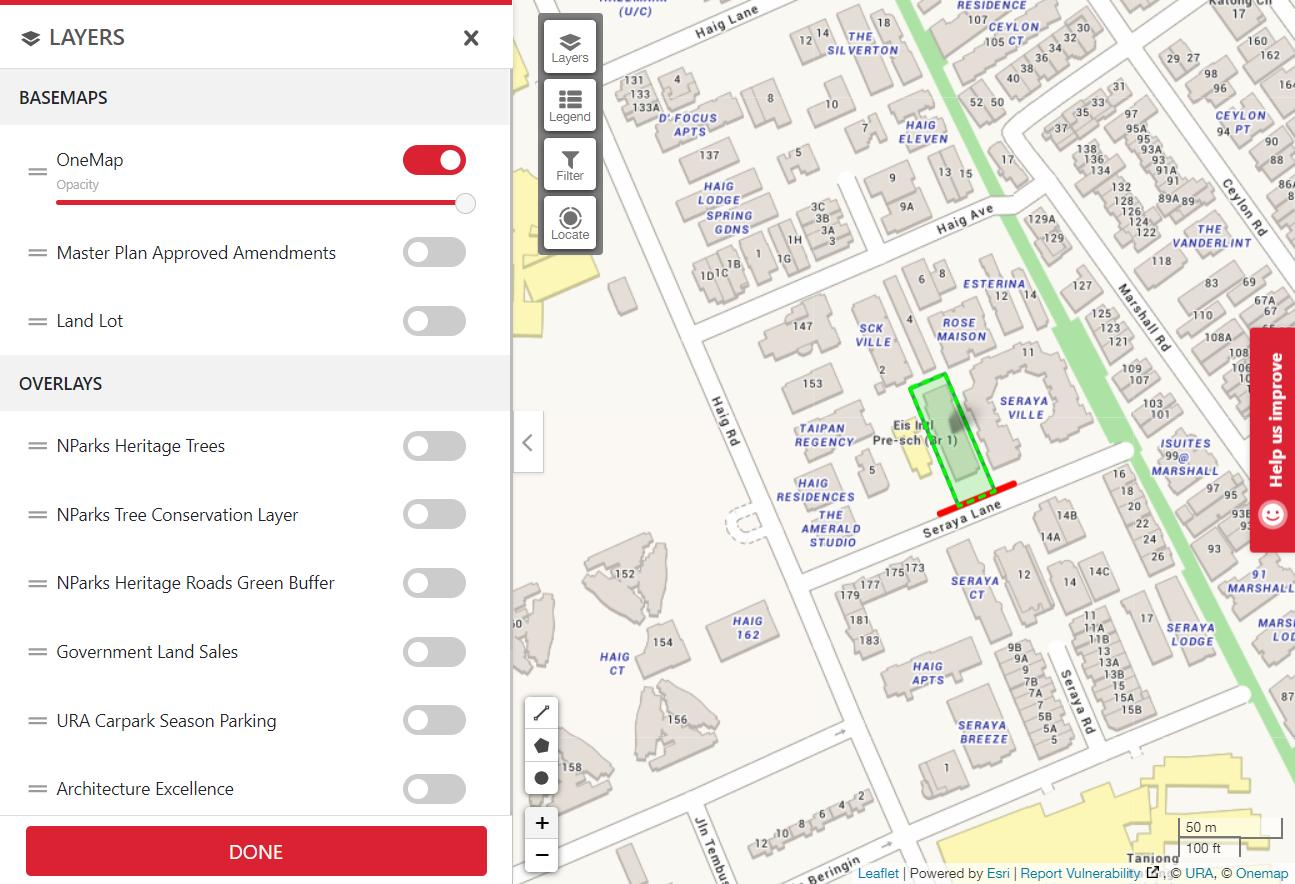 LAYERS
BASEMAPS
OneMap
Opacity
Master Plan Approved Amendments
Land Lot
OVERLAYS
NParks Heritage Trees
NParks Tree Conservation Layer
NParks Heritage Roads Green Buffer
Government Land Sales
URA Carpark Season Parking
Architecture Excellence
DONE
Layers
Legend
Filter
Locate
(U/C)
Haig Lane
18
12 14
THE
SILVERTON
RESIDENCE
107
CEYLON
105 CT
30
32
34
36
38
40
17
160
162
29 27
98
96
131
133
133A
4
8
10
D' FOCUS
APTS
7
HAIG
ELEVEN
52 50
31
33
35
37
97
95A
95
93A
93
91A
91
89A 89
CEYLON
94 PT
90
88
86A
138
136
134
132
128
126
124
122
137
5
9
9A
13 15
17
HAIG
LODGE
SPRING
GDNS
3C
3B
3A
3
1H
1G
1
1B
1C
1D
Haig Ave
129A
129
Ceylon Rd
THE
VANDERLINT
118
6
8
ESTERINA
12
14
127
83
69
67A
67
Marshall Rd
147
SCK
VILLE
4
ROSE
MAISON
2
11
125
123
121
110
108A
108
106
153
109
107
103
101
SERAYA
VILLE
Haig Rd
TAIPAN
REGENCY
Eis Intl
Pre-sch (Br 1)
5
HAIG
RESIDENCES
THE
AMERALD
STUDIO
Seraya Lane
ISUITES
99@
MARSHALL
97
95
93
16
18
20
22
24
26
14B
14A
152
175
173
177
179
181
183
SERAYA
CT
12
14
14C
91
MARSHALL
HAIG
162
154
HAIG
CT
11
11A
11B
13
13A
13B
15
15A
15B
17
SERAYA
LODGE
9B
9A
9
7B
7A
7
5B
5A
5
Seraya Rd
HAIG
APTS
156
SERAYA
BREEZE
87
158
1
2
4
6
8
10
12
Beringin
Tanjong
Help us improve
+
−
50 m
100 ft
Leaflet | Powered by Esri | Report Vulnerability , © URA, © Onemap